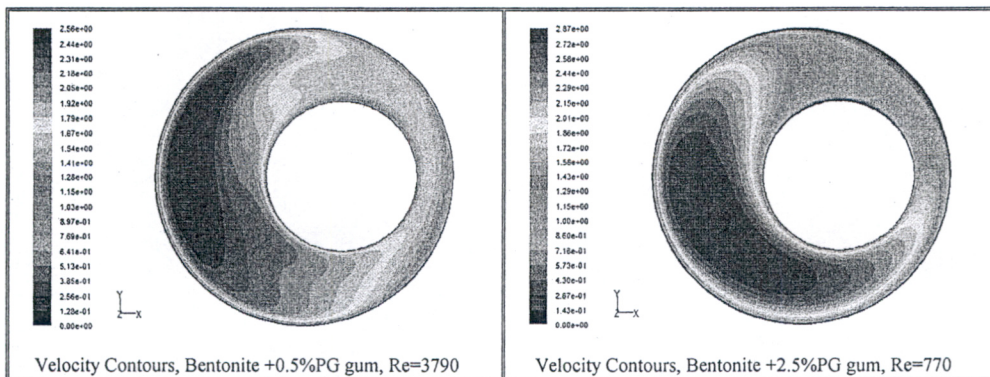 2.56e+00
2.44e+00
2.31e+00
2.18e+00
2.05e+00
1.92e+00
1.79e+00
1.67e+00
1.54e+00
1.41e+00
1.28e+00
1.15e+00
1.03e+00
8.97e-01
7.69e-01
6.41e-01
5.13e-01
3.85e-01
2.56e-01
1.28e-01
0.00e+00
Y
Z X
Velocity Contours, Bentonite +0.5%PG gum, Re=3790
2.87e+00
2.72e+00
2.58e+00
2.44e+00
2.29e+00
2.15e+00
2.01e+00
1.86e+00
1.72e+00
1.58e+00
1.43e+00
1.29e+00
1.15e+00
1.00e+00
8.60e-01
7.16e-01
5.73e-01
4.30e-01
2.87e-01
1.43e-01
0.00e+00
Y
Z X
Velocity Contours, Bentonite +2.5%PG gum, Re=770